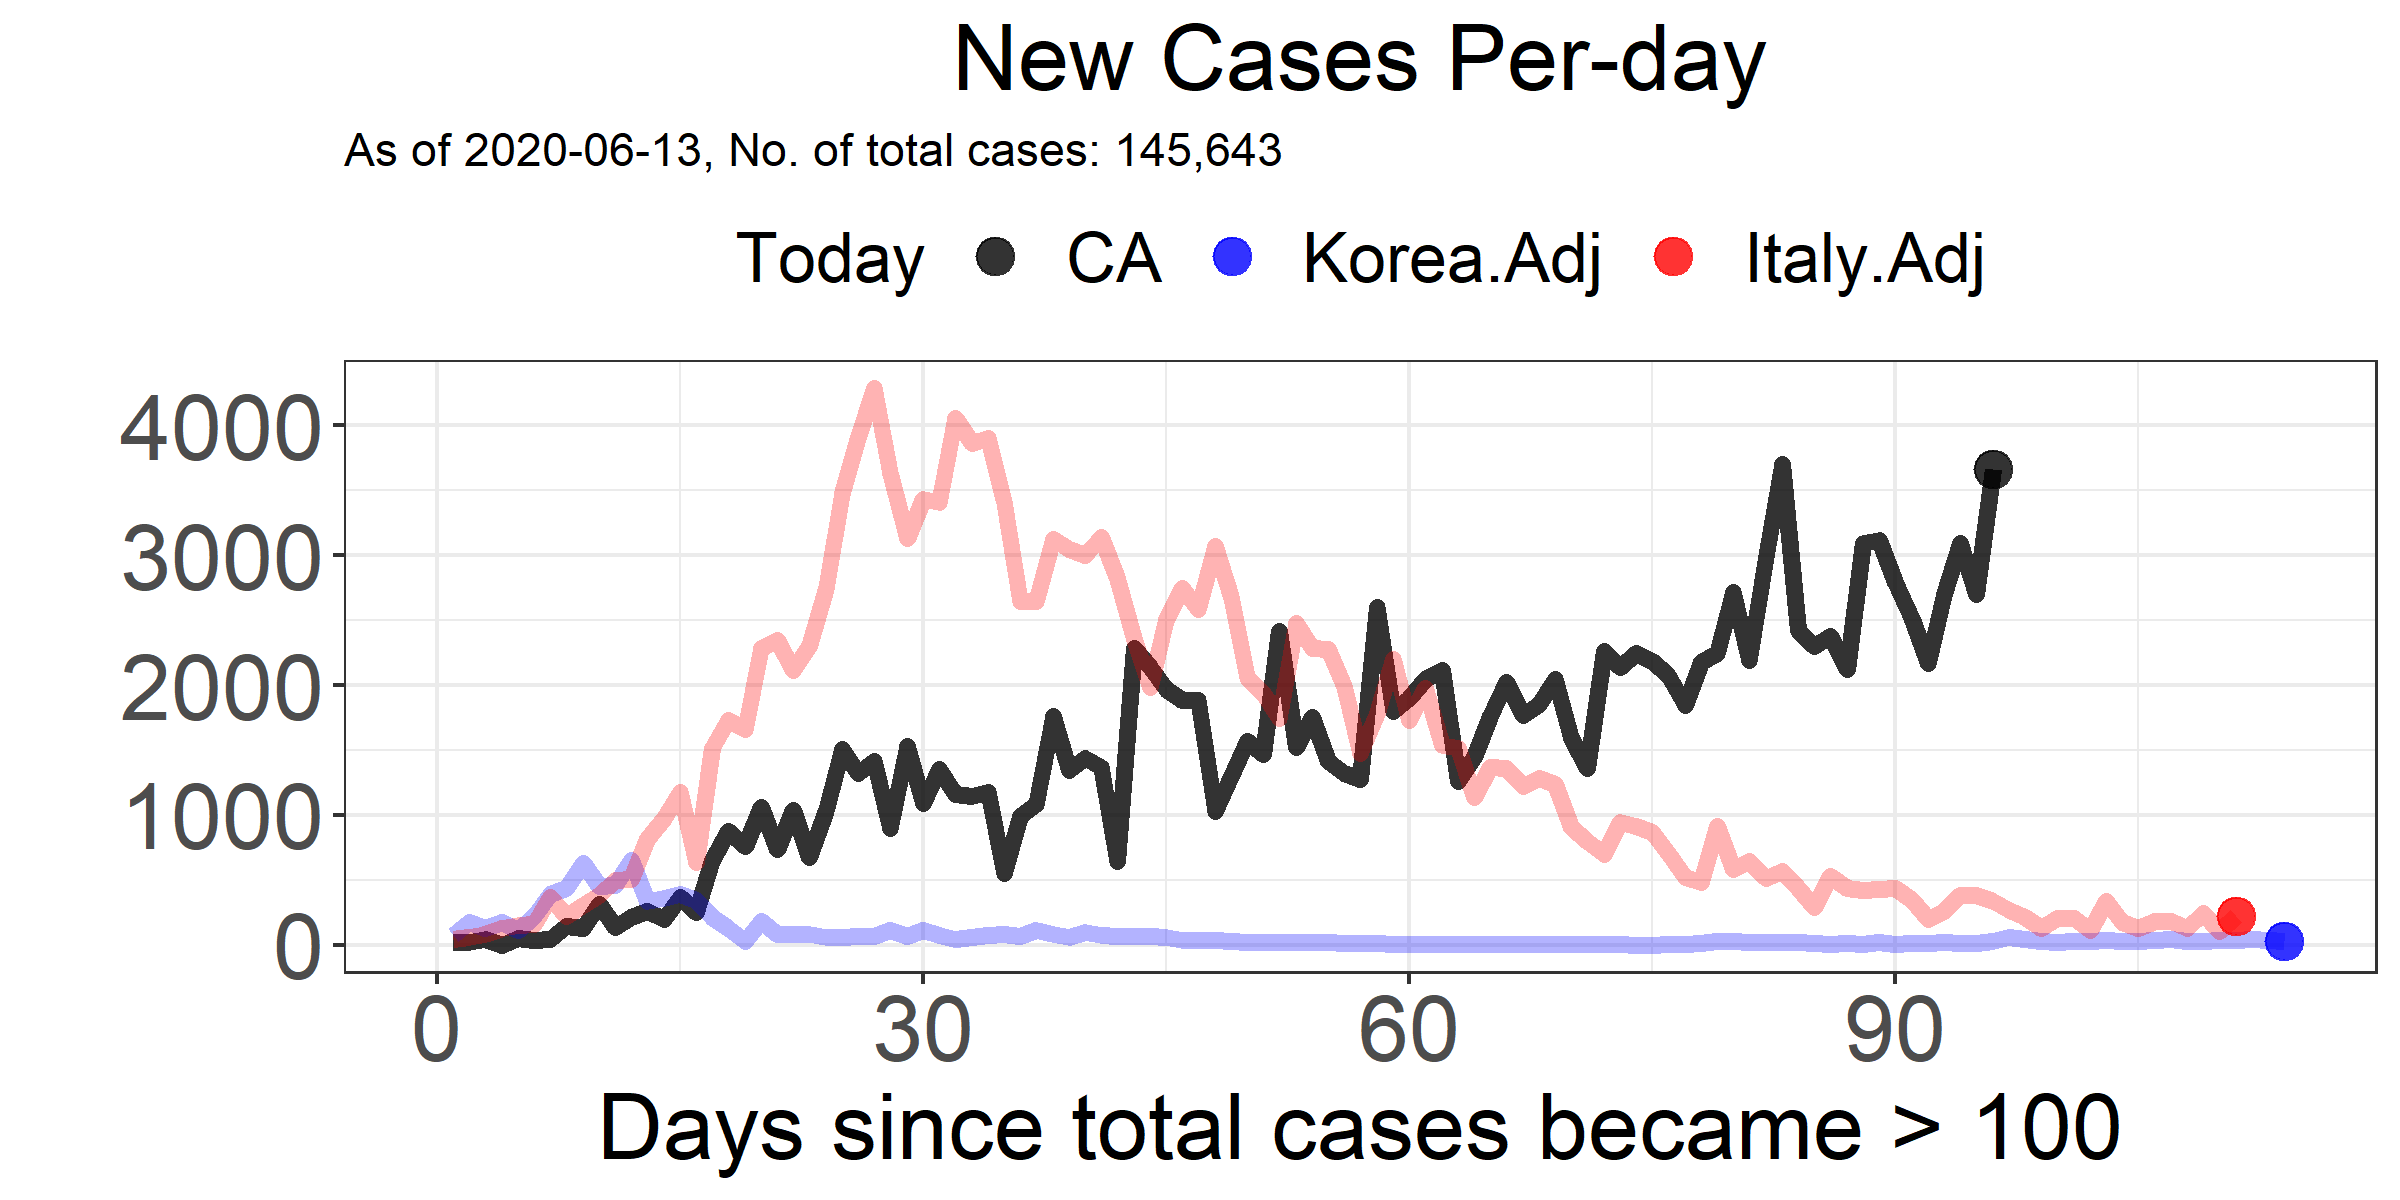 New Cases Per-day
As of 2020-06-13, No. of total cases: 145,643
Today CA Korea.Adj Italy.Adj
4000
3000
2000
1000
0
0 30 60 90
Days since total cases became > 100